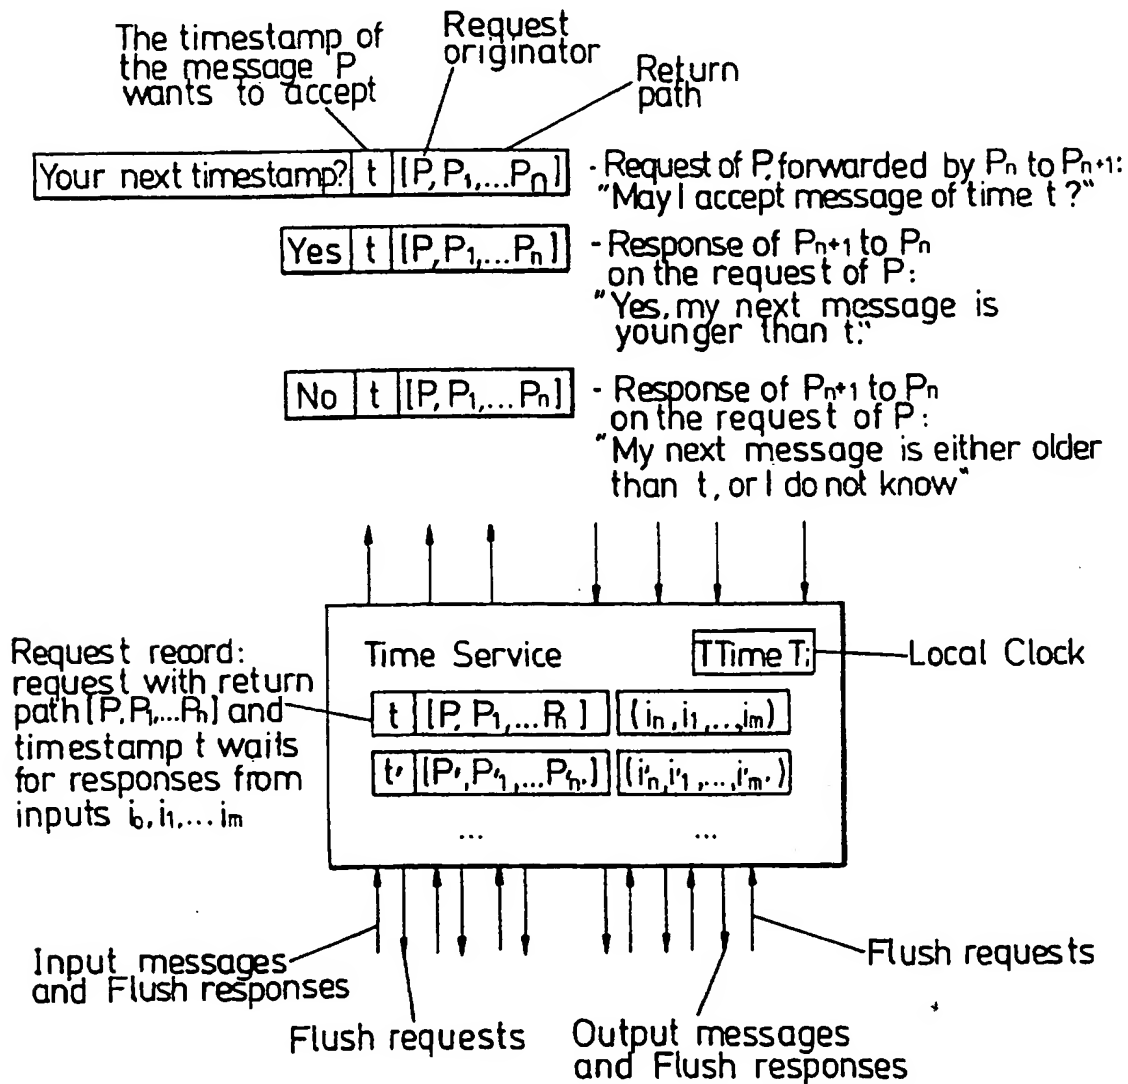 The timestamp of
the message P
wants to accept
Request
originator
Return
path
Your next timestamp? t [P, P₁,...Pₙ]
- Request of P, forwarded by Pₙ to Pₙ₊₁:
"May I accept message of time t?"
Yes t [P, P₁,... Pₙ]
- Response of Pₙ₊₁ to Pₙ
on the request of P:
"Yes, my next message is
younger than t."
No t [P, P₁,... Pₙ]
- Response of Pₙ₊₁ to Pₙ
on the request of P:
"My next message is either older
than t, or I do not know"
Request record:
request with return
path [P, P₁,...Pₙ] and
timestamp t waits
for responses from
inputs i₀, i₁,... iₘ
Time Service
TTime Tᵢ
Local Clock
t [P, P₁,... Pₗ] (iₙ, i₁,...,iₘ)
t' [P', P'₁,... P'ₙ'] (i'ₙ, i'₁,...,i'ₘ')
... ...
Input messages
and Flush responses
Flush requests
Output messages
and Flush responses
Flush requests